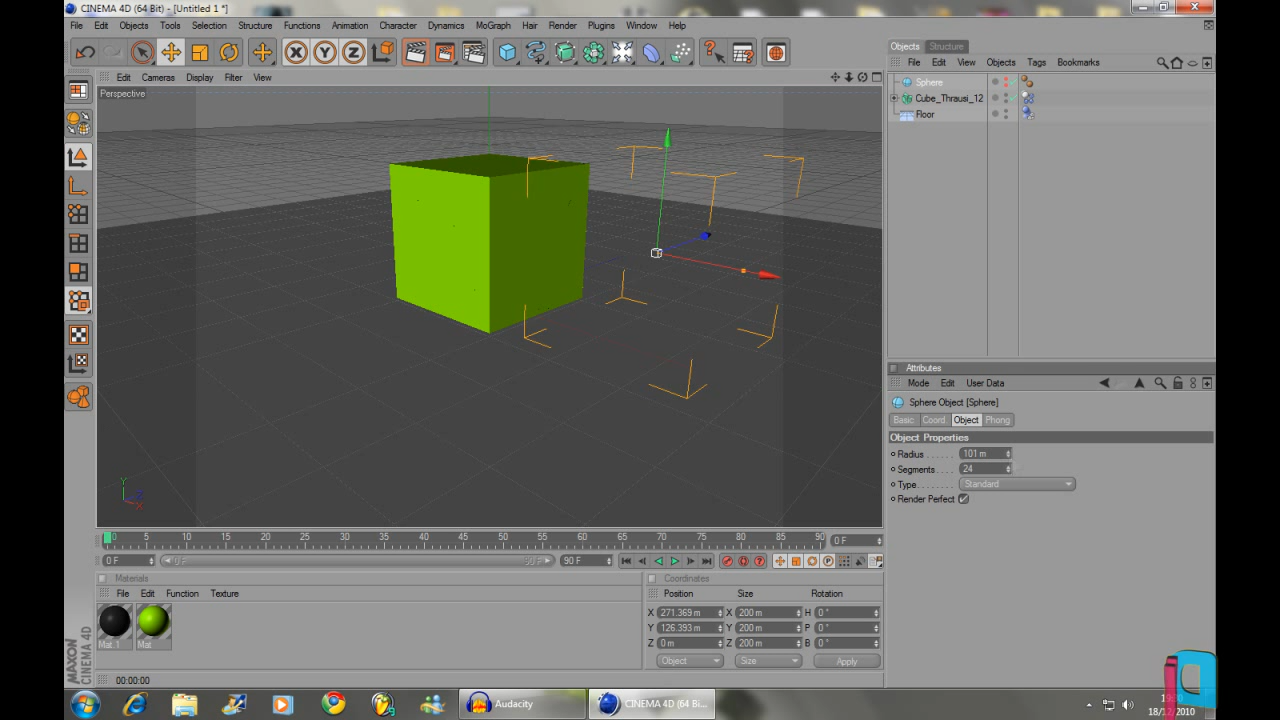 CINEMA 4D (64 Bit) - [Untitled 1 *]
File Edit Objects Tools Selection Structure Functions Animation Character Dynamics MoGraph Hair Render Plugins Window Help
Edit Cameras Display Filter View
Perspective
Y
Z
X
0 5 10 15 20 25 30 35 40 45 50 55 60 65 70 75 80 85 90
0 F
0 F
0 F
90 F
90 F
Materials
File Edit Function Texture
Mat.1
Mat
Coordinates
Position Size Rotation
X 271.369 m X 200 m H 0 °
Y 126.393 m Y 200 m P 0 °
Z 0 m Z 200 m B 0 °
Object Size Apply
00:00:00
MAXON
CINEMA 4D
Objects Structure
File Edit View Objects Tags Bookmarks
Sphere
Cube_Thrausi_12
Floor
Attributes
Mode Edit User Data
Sphere Object [Sphere]
Basic Coord. Object Phong
Object Properties
Radius 101 m
Segments 24
Type Standard
Render Perfect
Audacity
CINEMA 4D (64 Bi...
18/12/2010